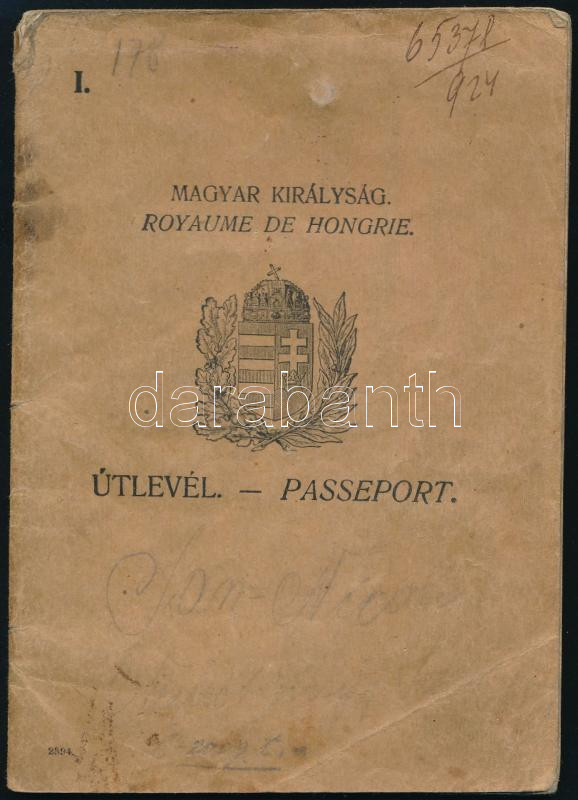 178
65378
924
I.
MAGYAR KIRÁLYSÁG.
ROYAUME DE HONGRIE.
darabanth
ÚTLEVÉL. — PASSEPORT.
2394.